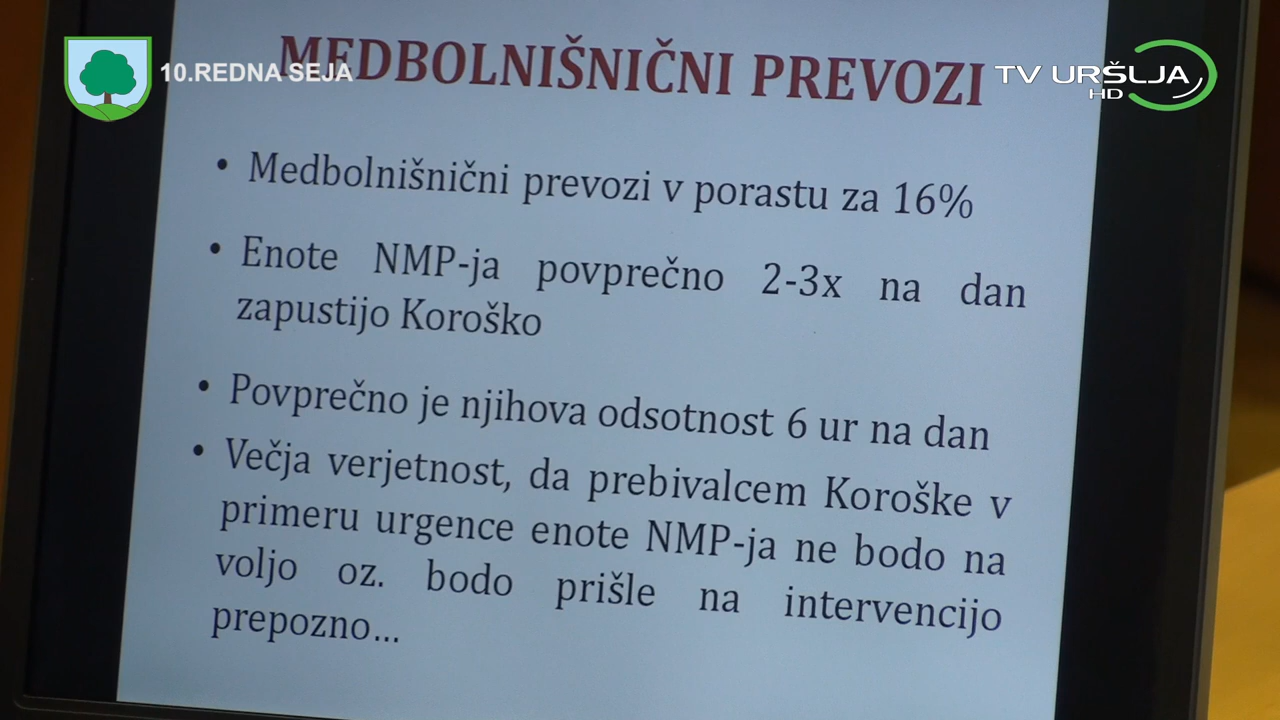 MEDBOLNIŠNIČNI PREVOZI
10.REDNA SEJA
TV URŠLJA
HD
• Medbolnišnični prevozi v porastu za 16%
• Enote NMP-ja povprečno 2-3x na dan
zapustijo Koroško
• Povprečno je njihova odsotnost 6 ur na dan
• Večja verjetnost, da prebivalcem Koroške v
primeru urgence enote NMP-ja ne bodo na
voljo oz. bodo prišle na intervencijo
prepozno...